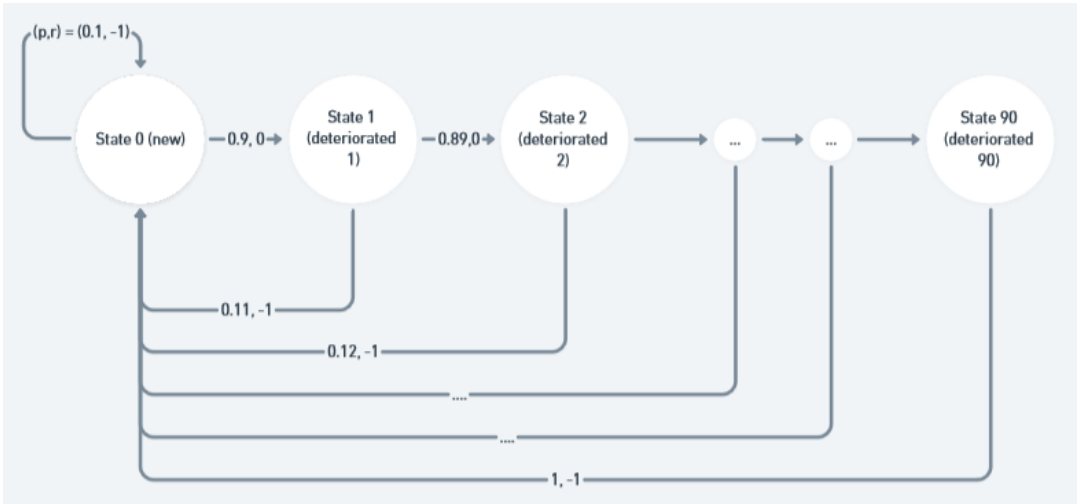 (p,r) = (0.1, -1)
State 0 (new)
0.9, 0
State 1
(deteriorated
1)
0.89,0
State 2
(deteriorated
2)
...
...
State 90
(deteriorated
90)
0.11, -1
0.12, -1
....
....
1, -1